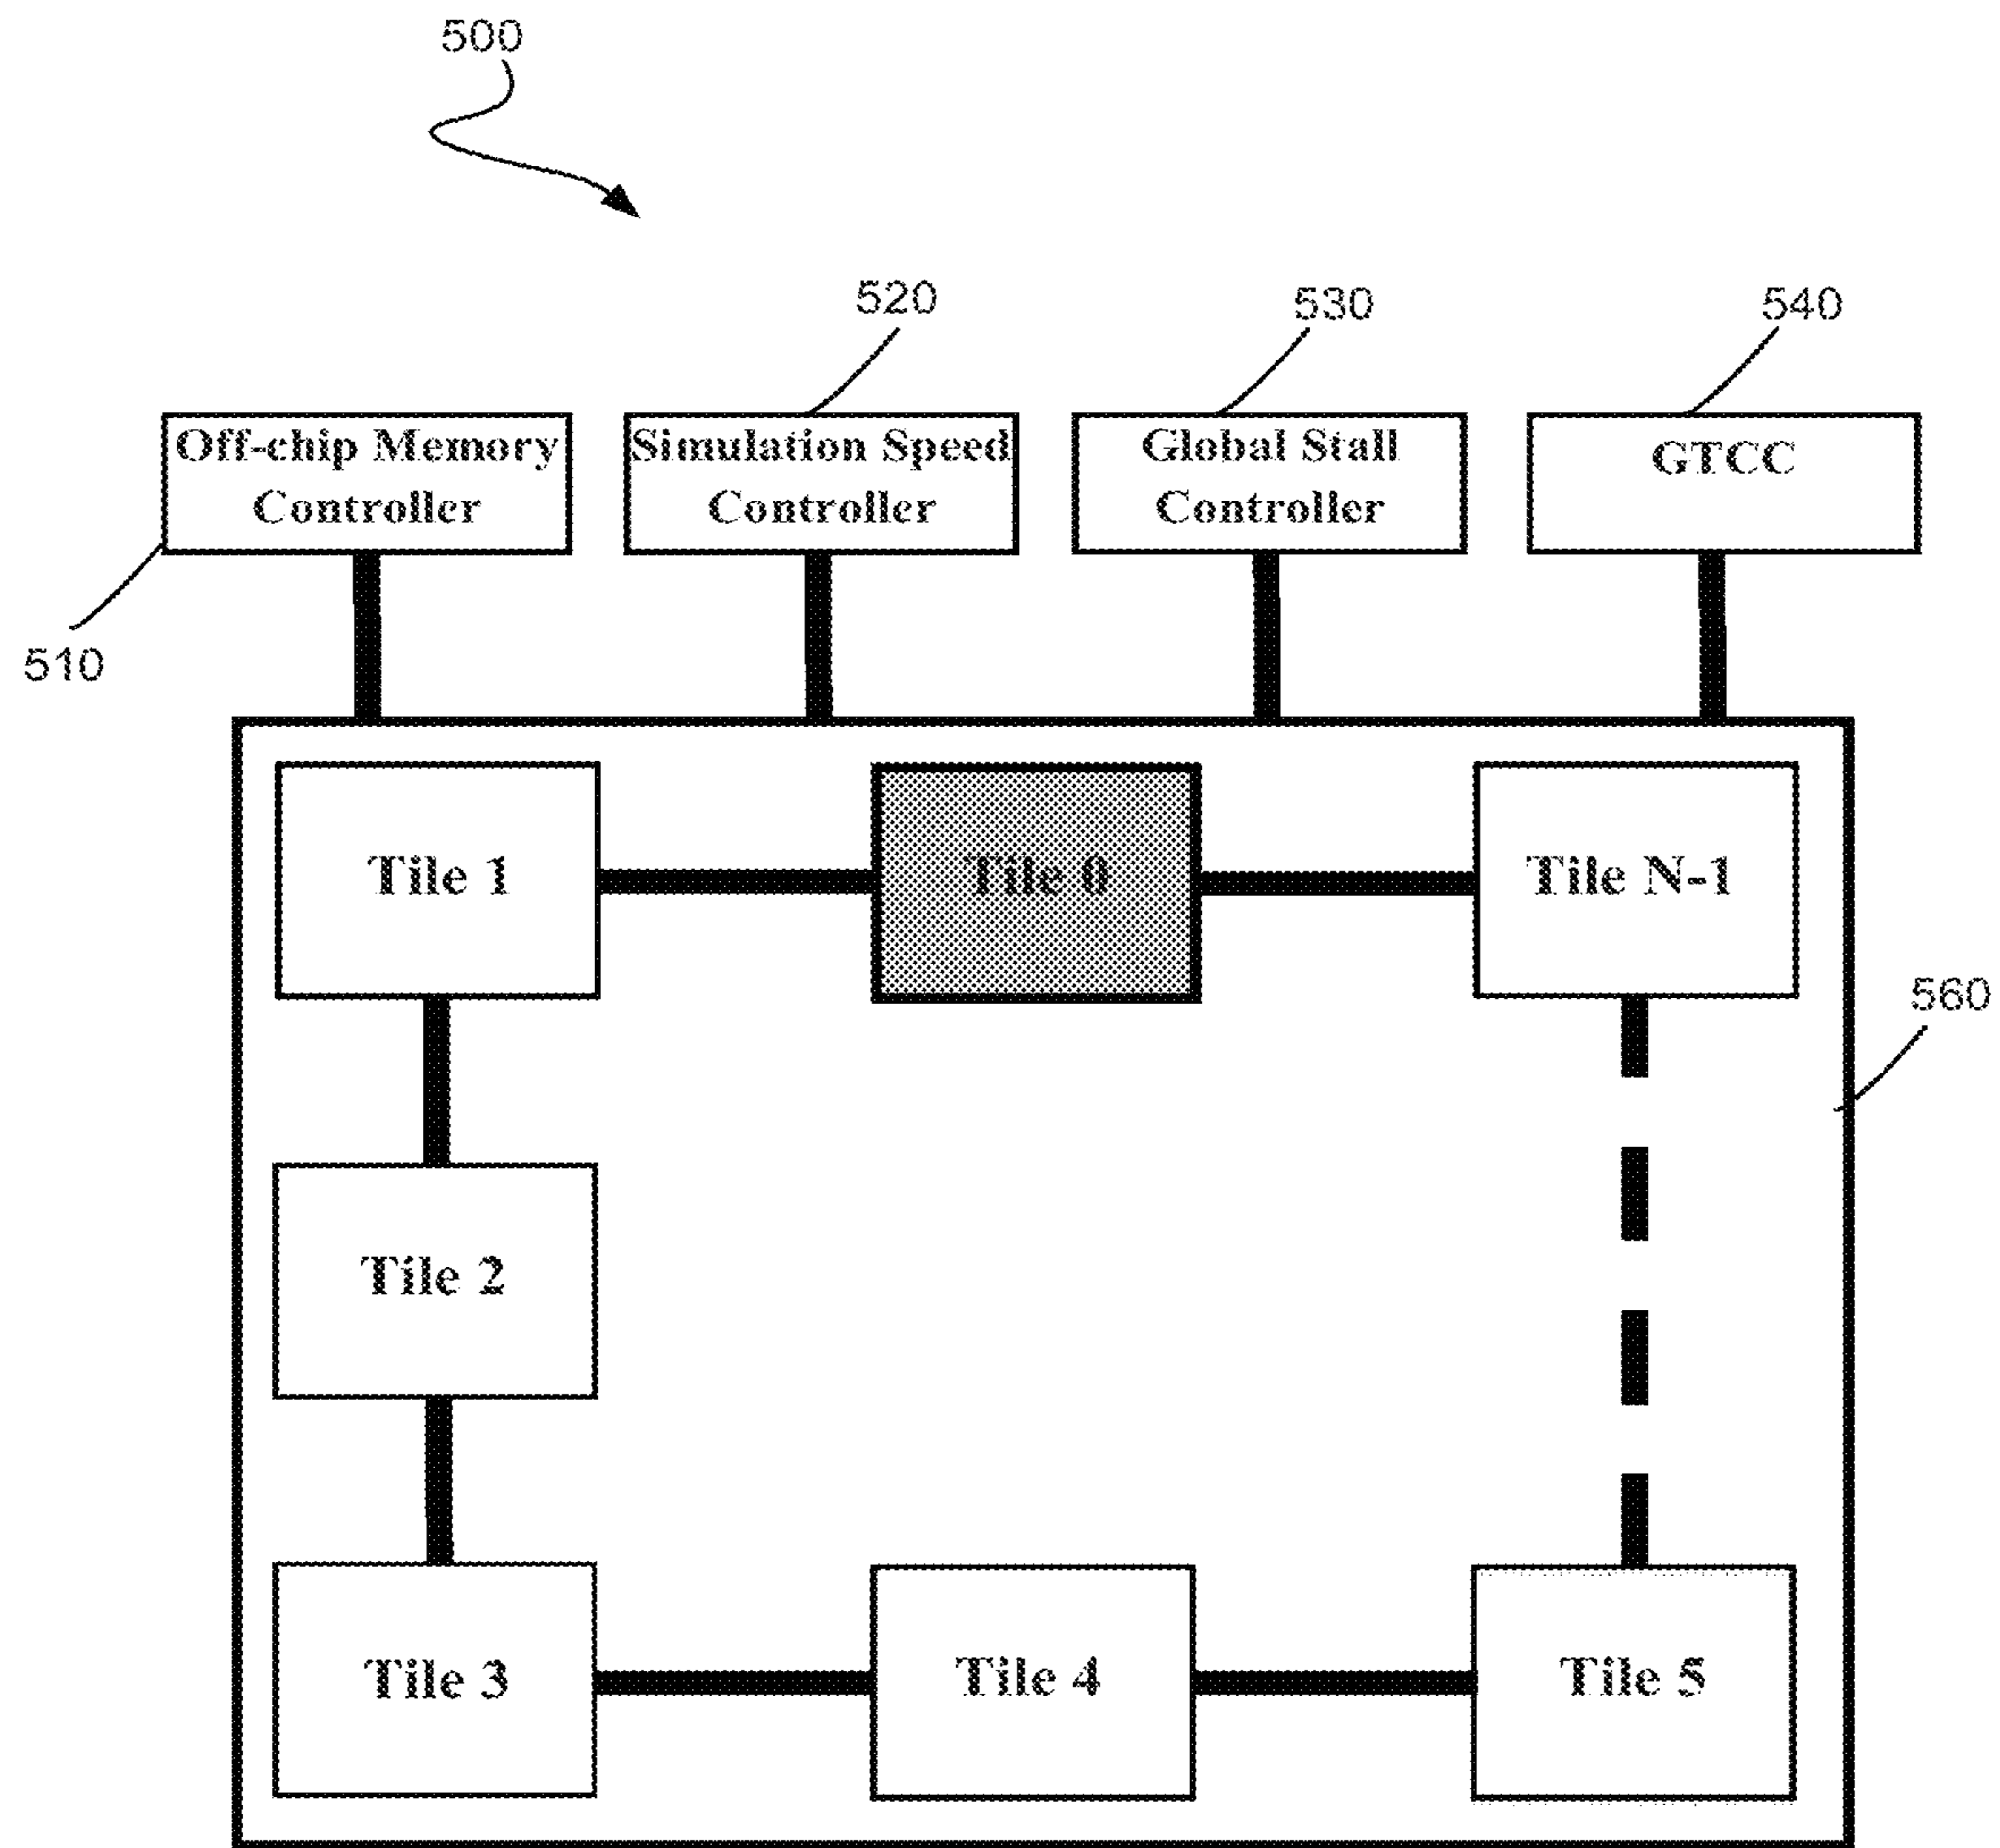 500
520
530
540
Off-chip Memory
Controller
Simulation Speed
Controller
Global Stall
Controller
GTCC
510
Tile 1
Tile 0
Tile N-1
560
Tile 2
Tile 3
Tile 4
Tile 5